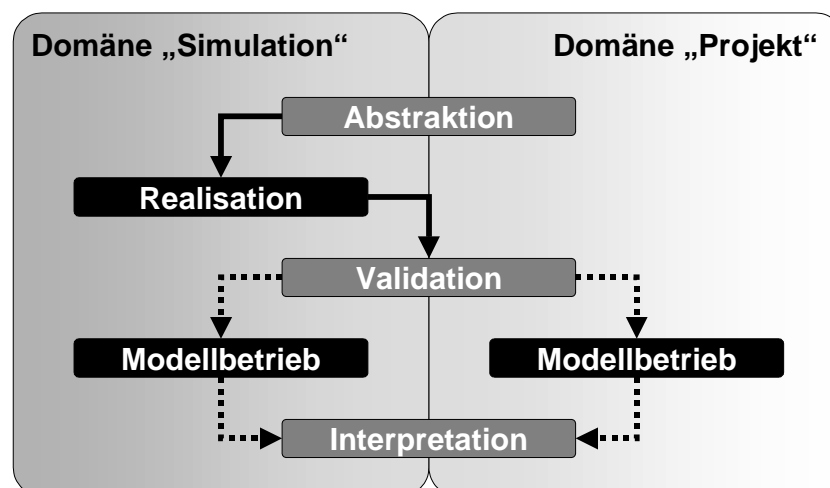 Domäne „Simulation“
Domäne „Projekt“
Abstraktion
Realisation
Validation
Modellbetrieb
Modellbetrieb
Interpretation